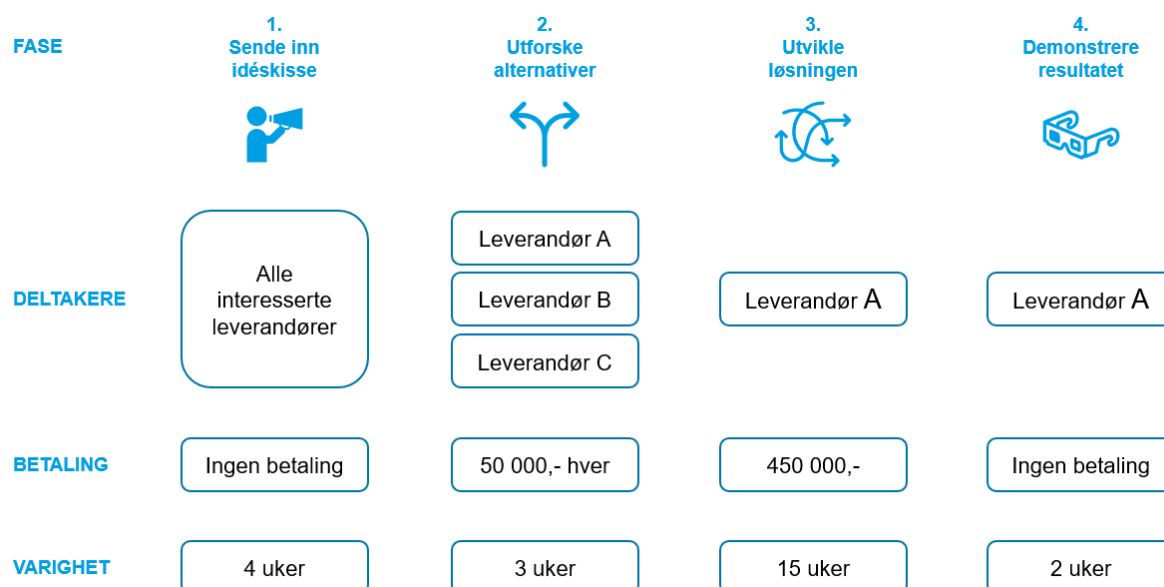 FASE
1.
Sende inn
idéskisse
2.
Utforske
alternativer
3.
Utvikle
løsningen
4.
Demonstrere
resultatet
DELTAKERE
Alle
interesserte
leverandører
Leverandør A
Leverandør B
Leverandør C
Leverandør A
Leverandør A
BETALING
Ingen betaling
50 000,- hver
450 000,-
Ingen betaling
VARIGHET
4 uker
3 uker
15 uker
2 uker